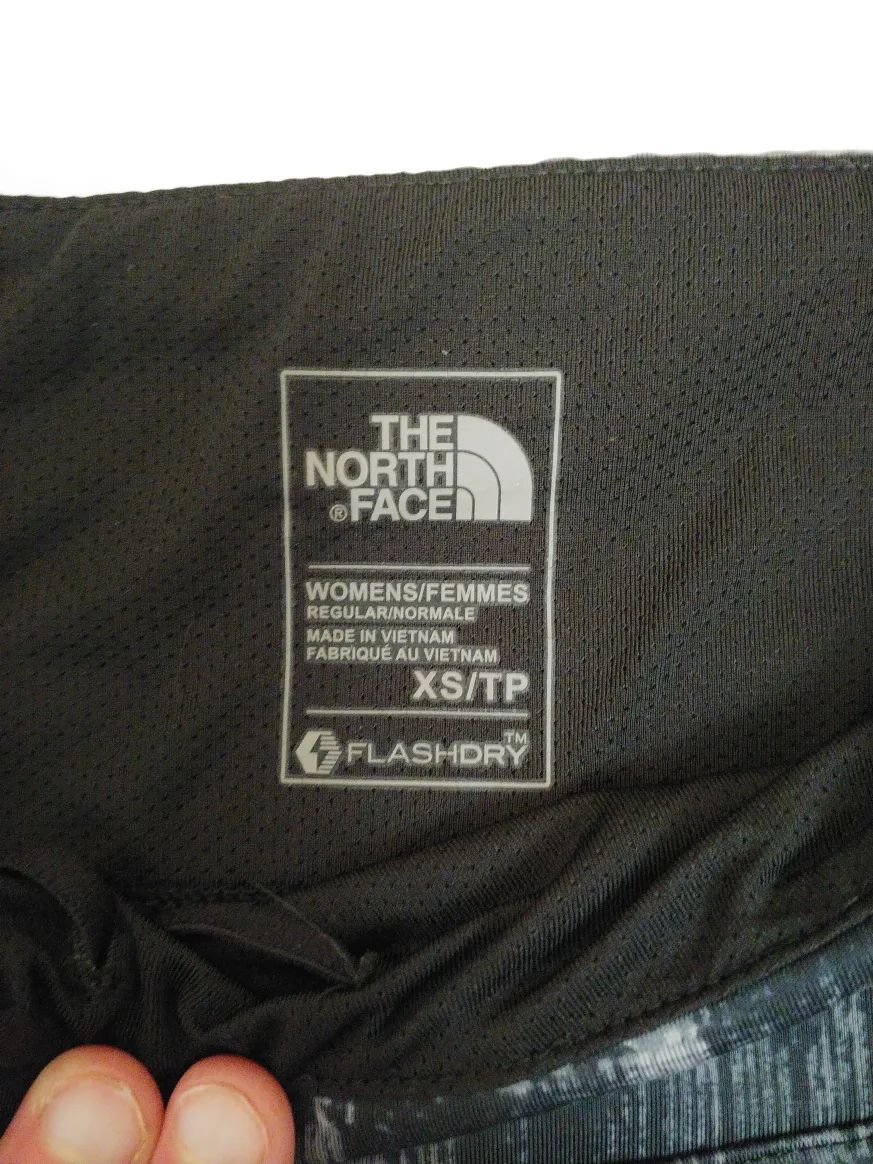 THE
NORTH
® FACE
WOMENS/FEMMES
REGULAR/NORMALE
MADE IN VIETNAM
FABRIQUÉ AU VIETNAM
XS/TP
FLASHDRY™